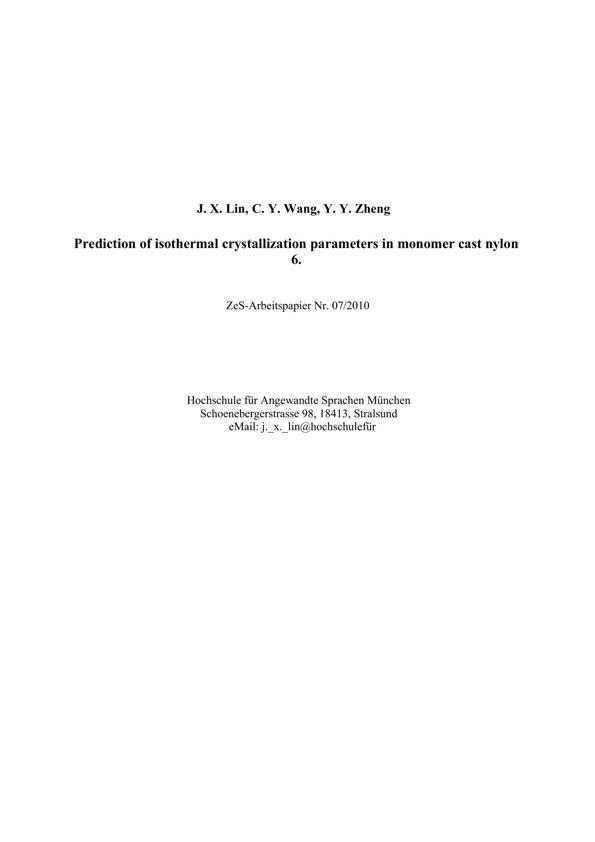 J. X. Lin, C. Y. Wang, Y. Y. Zheng
Prediction of isothermal crystallization parameters in monomer cast nylon
6.
ZeS-Arbeitspapier Nr. 07/2010
Hochschule für Angewandte Sprachen München
Schoenebergerstrasse 98, 18413, Stralsund
eMail: j._x._lin@hochschulefür